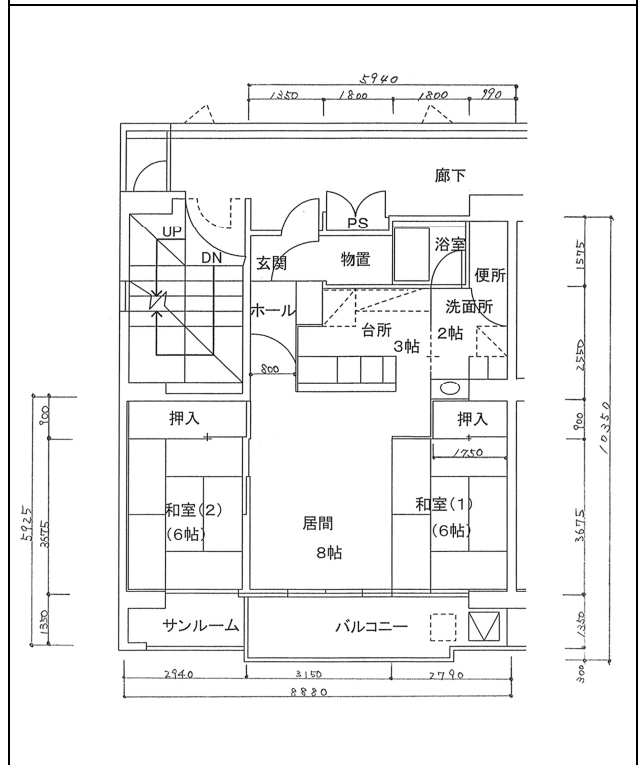 5940
1350 1800 1800 990
廊下
PS
UP
DN
浴室
玄関
物置
便所
1575
ホール
洗面所
台所
3帖
2帖
2550
800
10350
900
押入
押入
900
1750
和室(2)
(6帖)
和室(1)
(6帖)
5925
3675
3675
居間
8帖
サンルーム
バルコニー
1350
1350
300
2940 3150 2790
8880